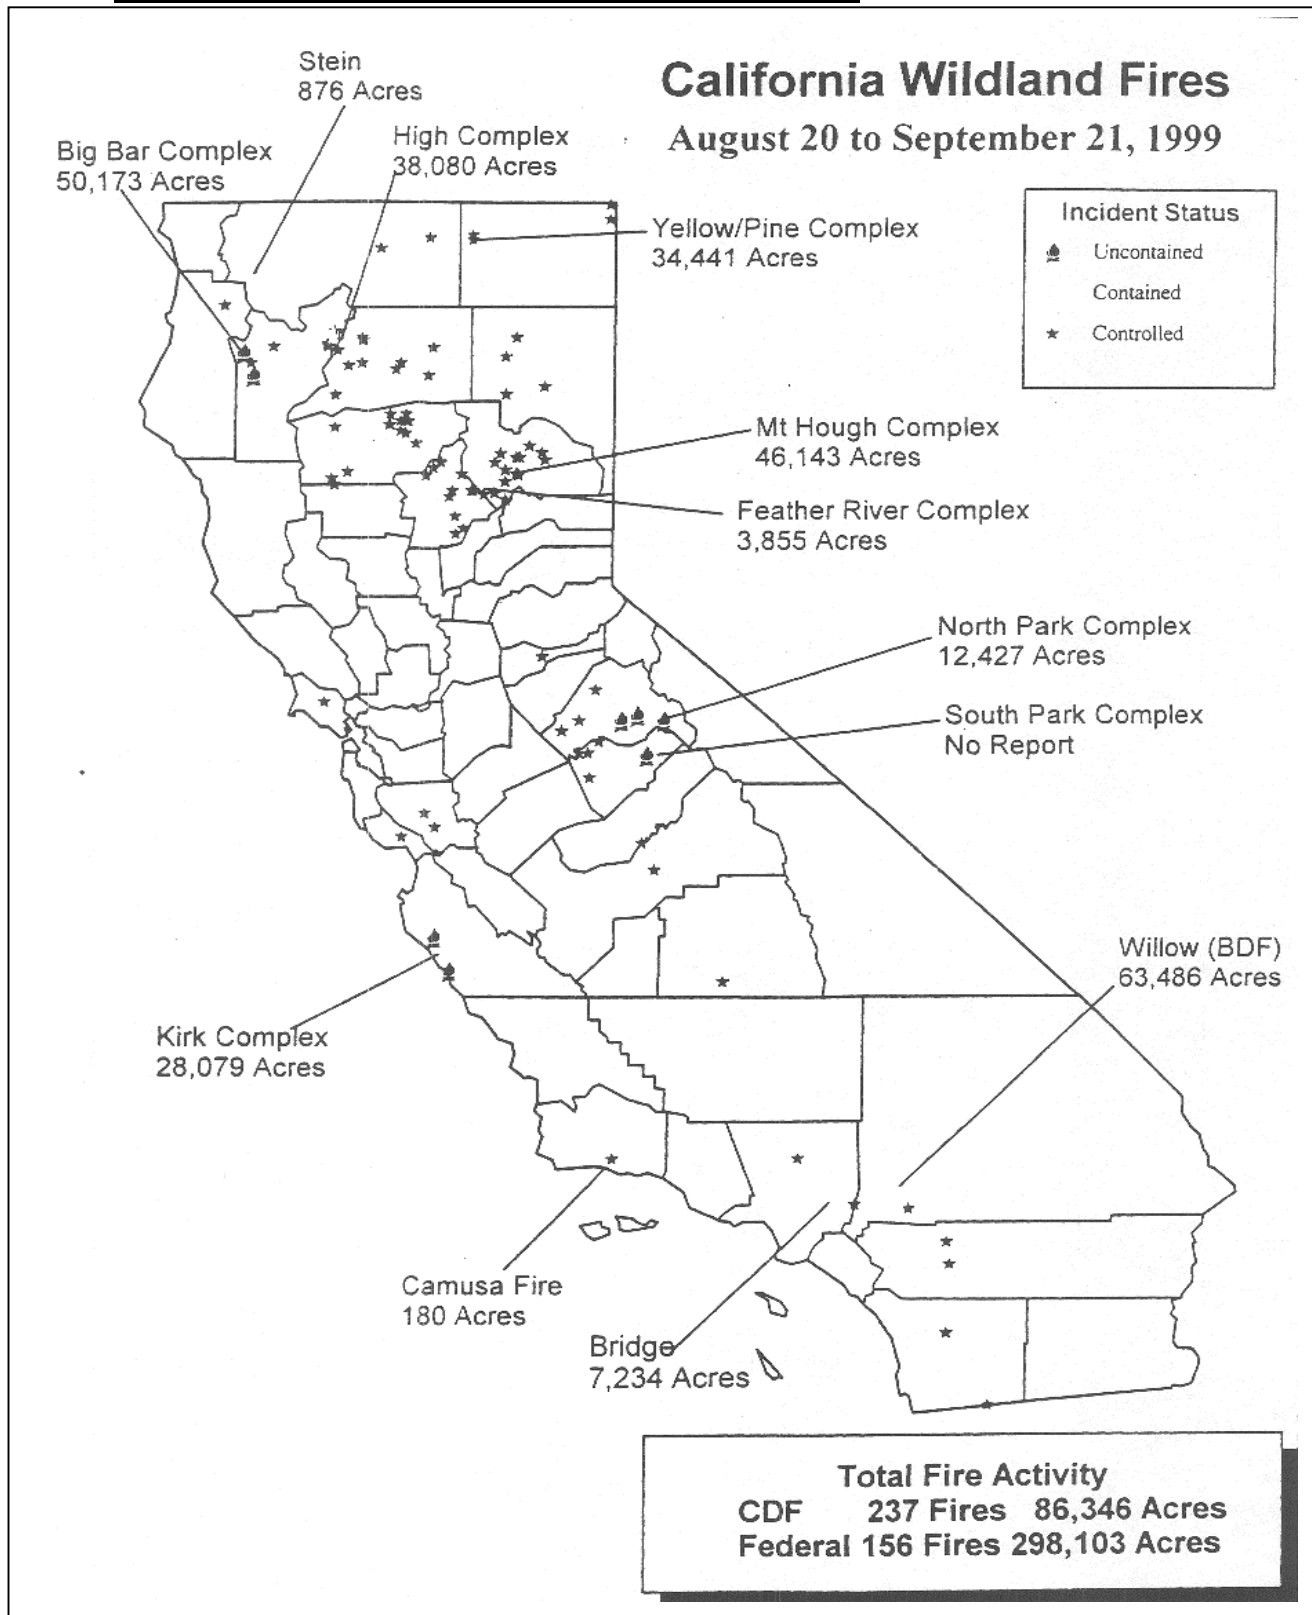 California Wildland Fires
August 20 to September 21, 1999
Stein
876 Acres
High Complex
38,080 Acres
Big Bar Complex
50,173 Acres
Incident Status
Uncontained
Contained
Controlled
Yellow/Pine Complex
34,441 Acres
Mt Hough Complex
46,143 Acres
Feather River Complex
3,855 Acres
North Park Complex
12,427 Acres
South Park Complex
No Report
Willow (BDF)
63,486 Acres
Kirk Complex
28,079 Acres
Camusa Fire
180 Acres
Bridge
7,234 Acres
Total Fire Activity
CDF 237 Fires 86,346 Acres
Federal 156 Fires 298,103 Acres